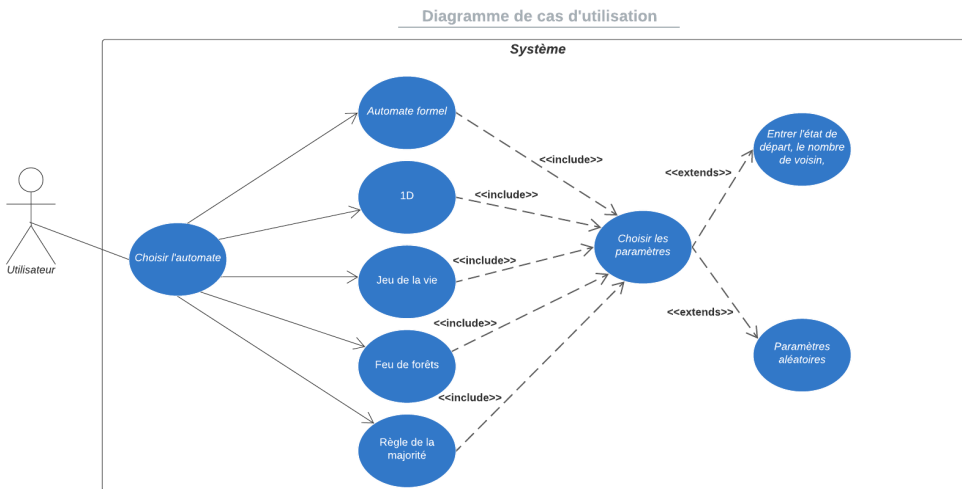 Diagramme de cas d'utilisation
Système
Automate formel
Entrer l'état de
départ, le nombre
de voisin,
<<include>>
<<extends>>
1D
<<include>>
Choisir les
paramètres
Choisir l'automate
Utilisateur
<<include>>
Jeu de la vie
<<extends>>
<<include>>
Paramètres
aléatoires
Feu de forêts
<<include>>
Règle de la
majorité